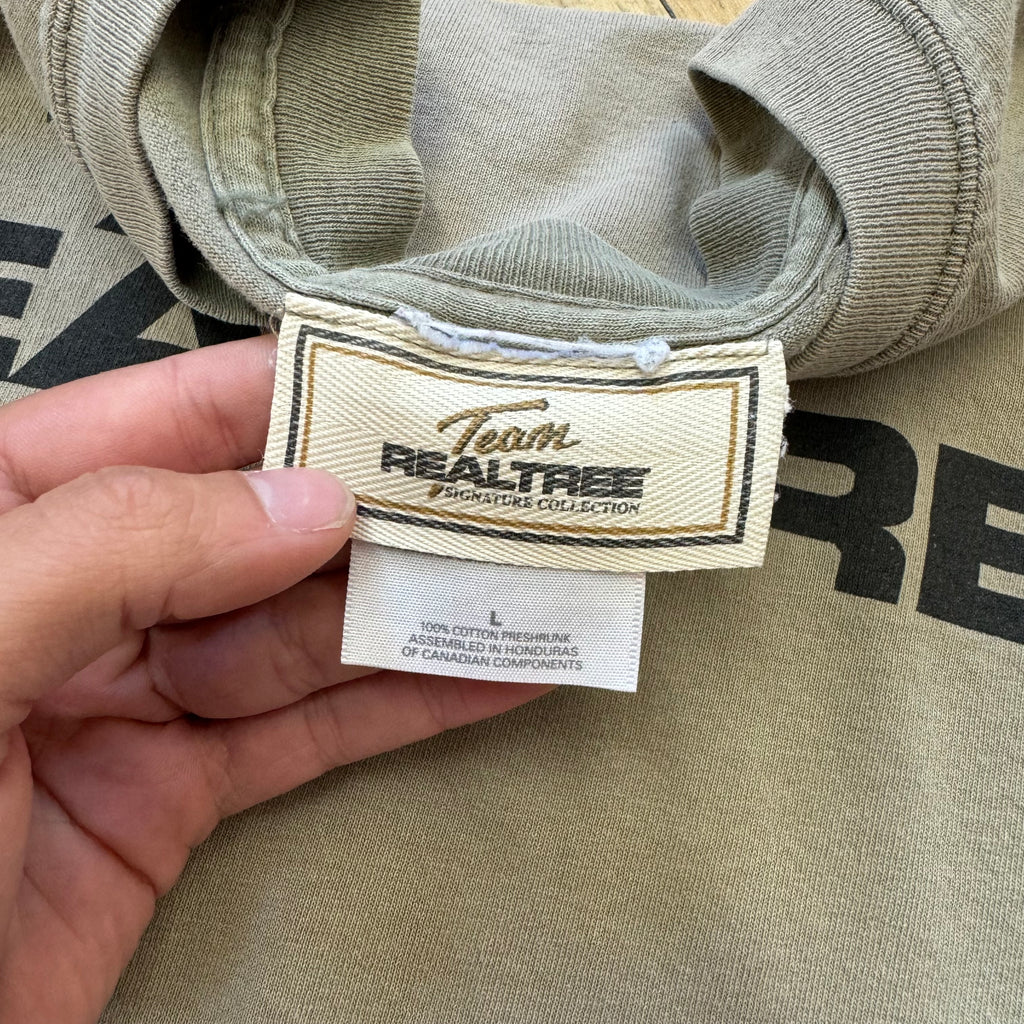 Team
REALTREE
SIGNATURE COLLECTION
L
100% COTTON PRESHRUNK
ASSEMBLED IN HONDURAS
OF CANADIAN COMPONENTS